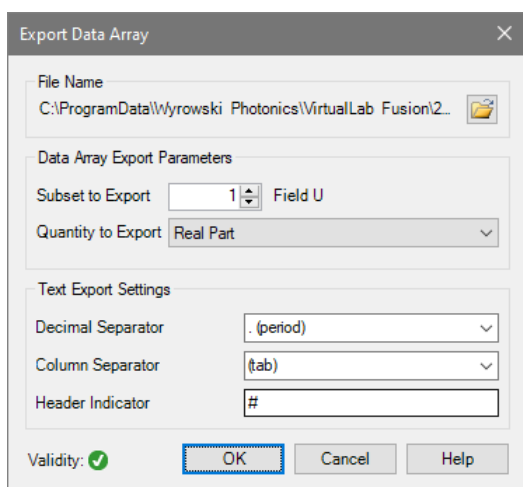 Export Data Array
File Name
C:\ProgramData\Wyrowski Photonics\VirtualLab Fusion\2...
Data Array Export Parameters
Subset to Export 1 Field U
Quantity to Export Real Part
Text Export Settings
Decimal Separator . (period)
Column Separator (tab)
Header Indicator #
Validity: OK Cancel Help